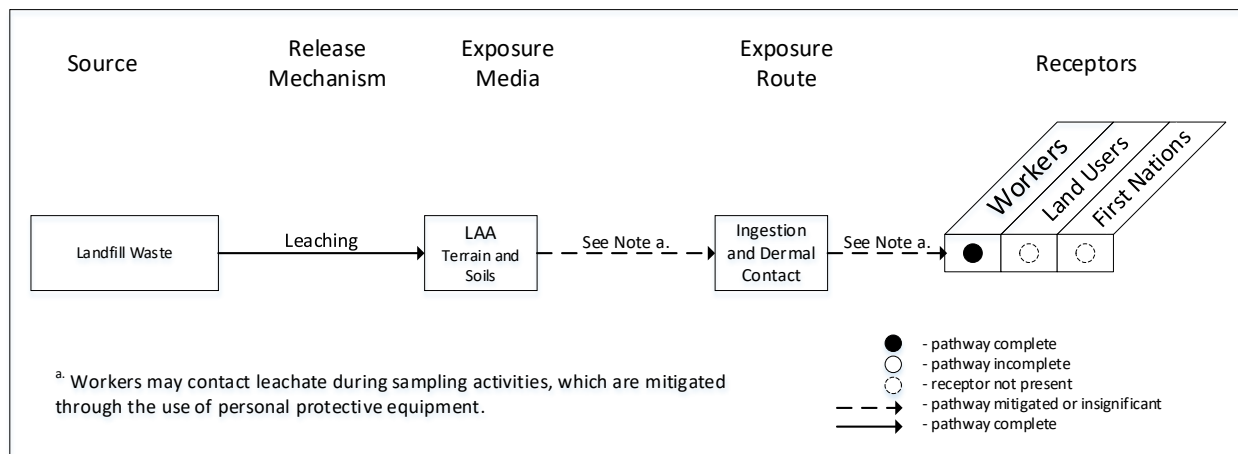 Source
Release
Mechanism
Exposure
Media
Exposure
Route
Receptors
Workers
Land Users
First Nations
Landfill Waste
Leaching
LAA
Terrain and
Soils
See Note a.
Ingestion
and Dermal
Contact
See Note a.
- pathway complete
- pathway incomplete
- receptor not present
- pathway mitigated or insignificant
- pathway complete
a. Workers may contact leachate during sampling activities, which are mitigated
through the use of personal protective equipment.